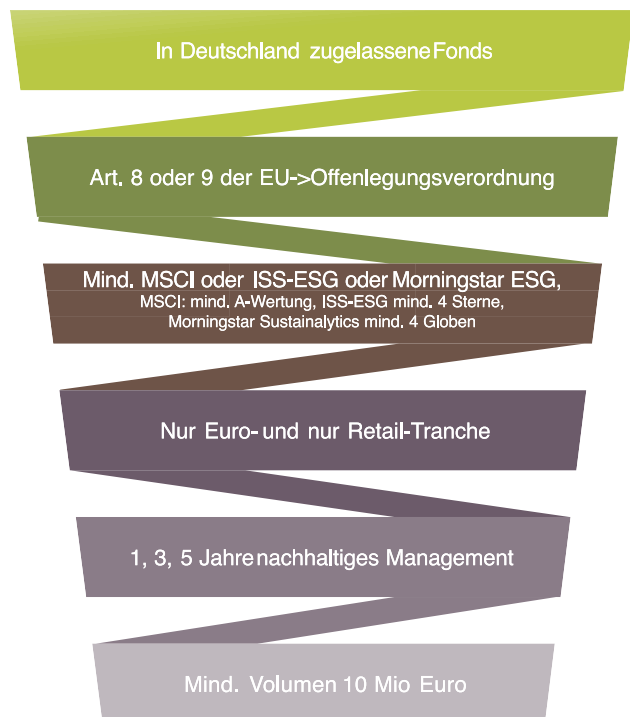 In Deutschland zugelassene Fonds
Art. 8 oder 9 der EU->Offenlegungsverordnung
Mind. MSCI oder ISS-ESG oder Morningstar ESG,
MSCI: mind. A-Wertung, ISS-ESG mind. 4 Sterne,
Morningstar Sustainalytics mind. 4 Globen
Nur Euro- und nur Retail-Tranche
1, 3, 5 Jahre nachhaltiges Management
Mind. Volumen 10 Mio Euro